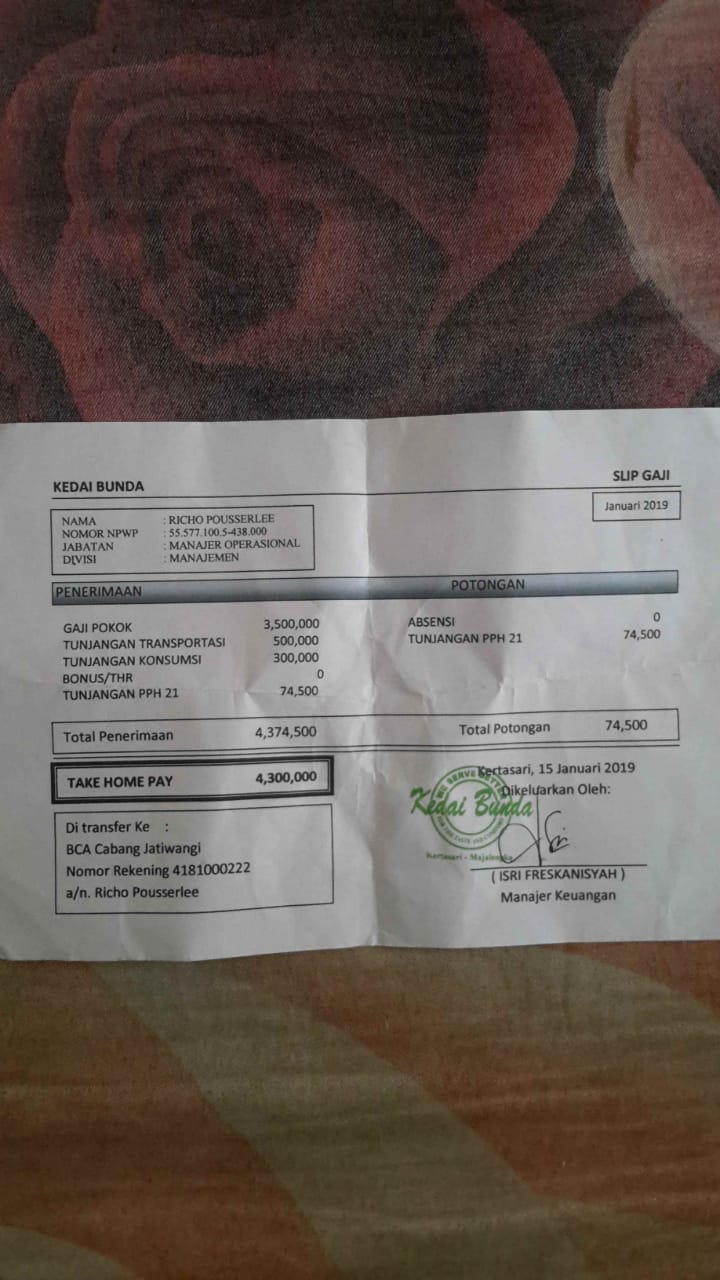 KEDAI BUNDA
SLIP GAJI
Januari 2019
NAMA : RICHO POUSSERLEE
NOMOR NPWP : 55.577.100.5-438.000
JABATAN : MANAJER OPERASIONAL
DIVISI : MANAJEMEN
PENERIMAAN POTONGAN
GAJI POKOK 3,500,000 ABSENSI 0
TUNJANGAN TRANSPORTASI 500,000 TUNJANGAN PPH 21 74,500
TUNJANGAN KONSUMSI 300,000
BONUS/THR 0
TUNJANGAN PPH 21 74,500
Total Penerimaan 4,374,500 Total Potongan 74,500
TAKE HOME PAY 4,300,000
Kertasari, 15 Januari 2019
Dikeluarkan Oleh:
WE SERVE BETTER
Kedai Bunda
Kertasari - Majalengka
Di transfer Ke :
BCA Cabang Jatiwangi
Nomor Rekening 4181000222
a/n. Richo Pousserlee
( ISRI FRESKANISYAH )
Manajer Keuangan